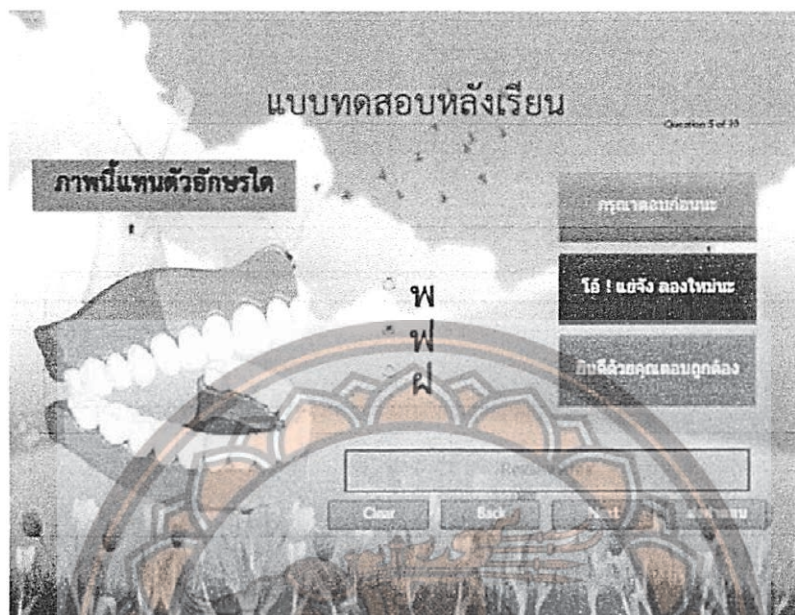 แบบทดสอบหลังเรียน
Question 5 of 10
ภาพนี้แทนตัวอักษรใด
กรุณาตอบก่อนนะ
พ
โอ้ ! แย่จัง ลองใหม่นะ
ฟ
ฝ
ยินดีด้วยคุณตอบถูกต้อง
Clear
Back
Next